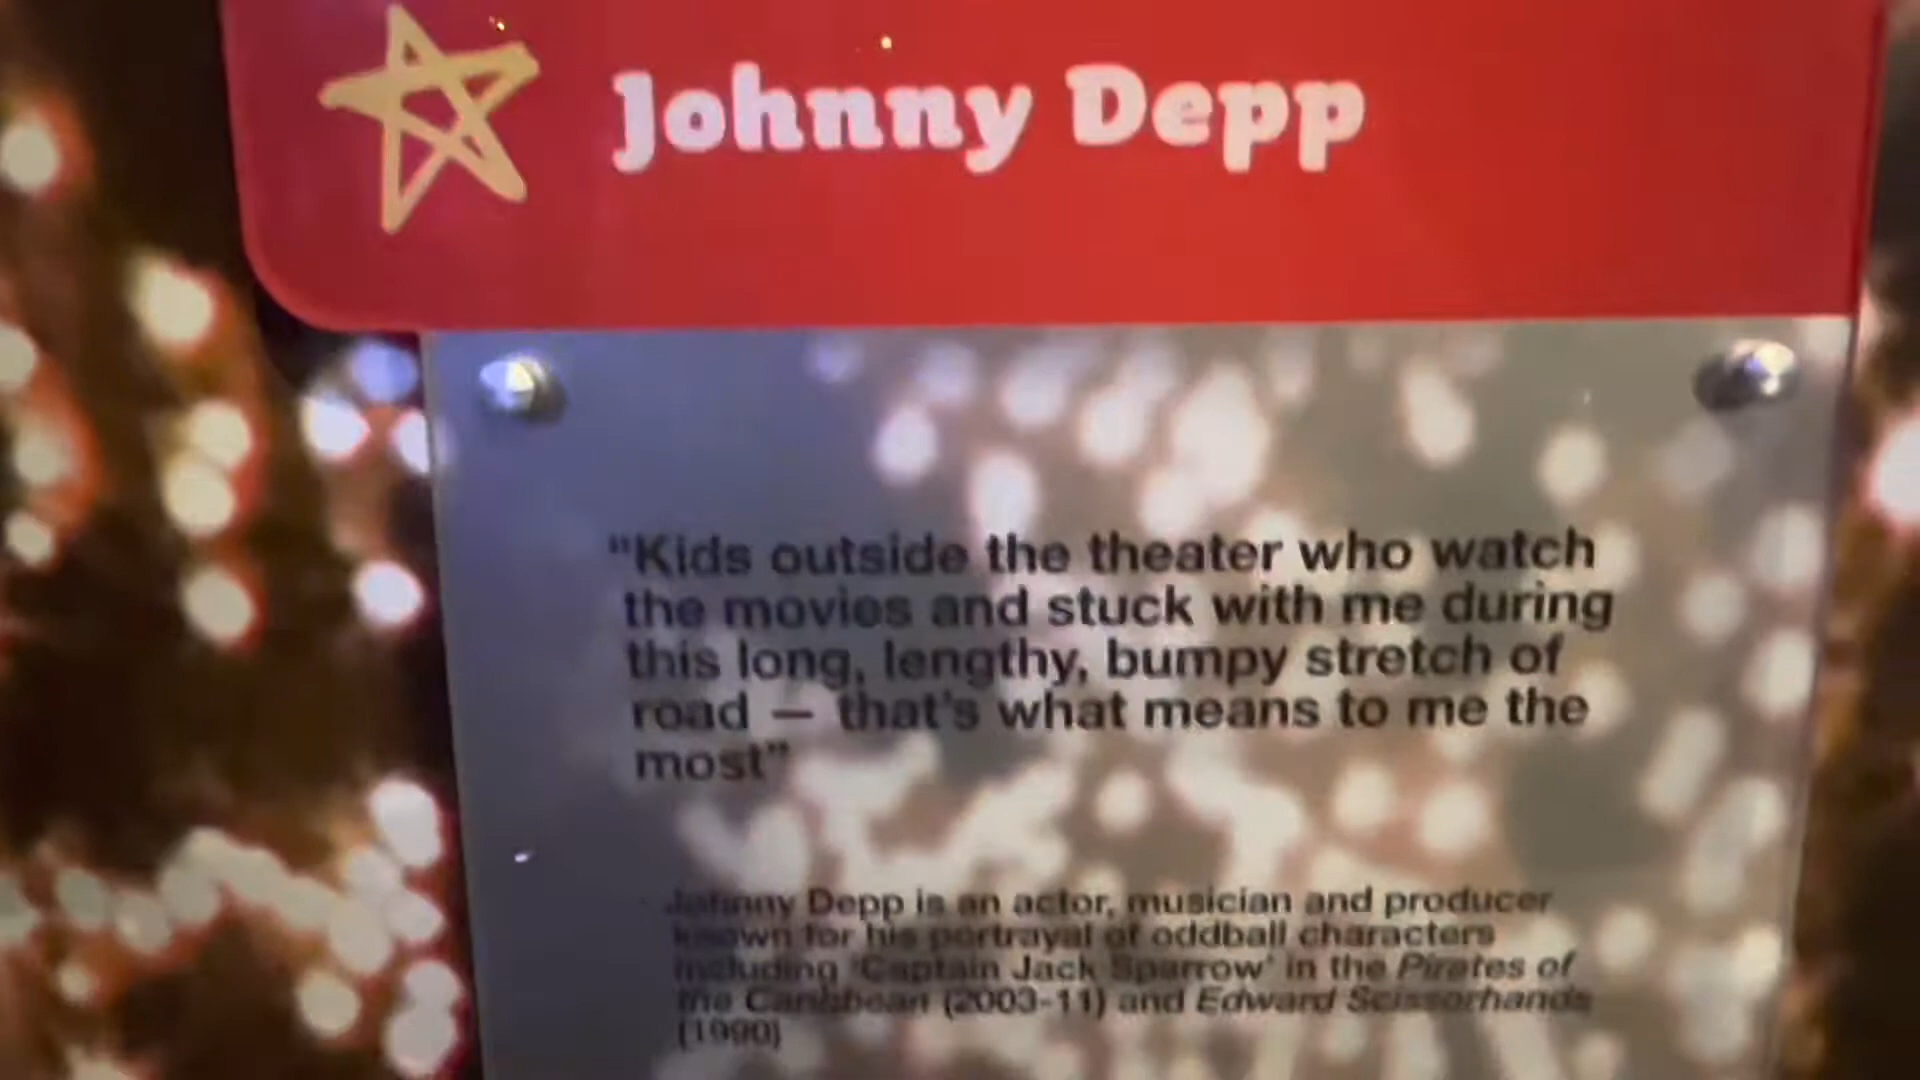 Johnny Depp
"Kids outside the theater who watch
the movies and stuck with me during
this long, lengthy, bumpy stretch of
road — that's what means to me the
most"
Johnny Depp is an actor, musician and producer
known for his portrayal of oddball characters
including 'Captain Jack Sparrow' in the Pirates of
the Caribbean (2003-11) and Edward Scissorhands
(1990)